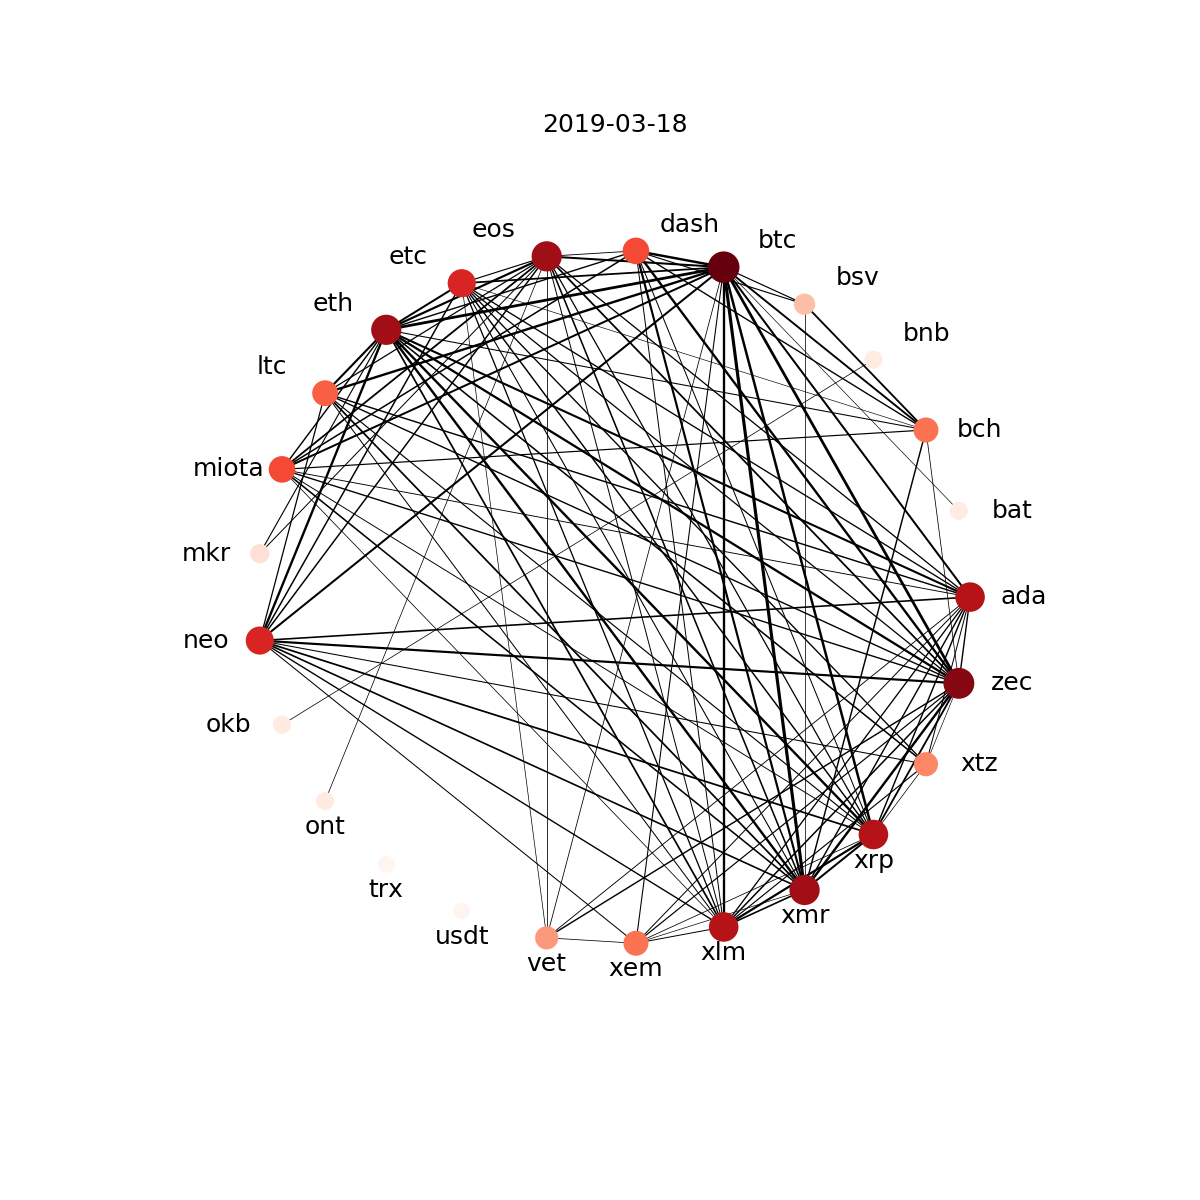 2019-03-18
dash
eos
btc
etc
bsv
eth
bnb
ltc
bch
miota
bat
mkr
ada
neo
zec
okb
xtz
ont
xrp
trx
xmr
usdt
xlm
vet
xem